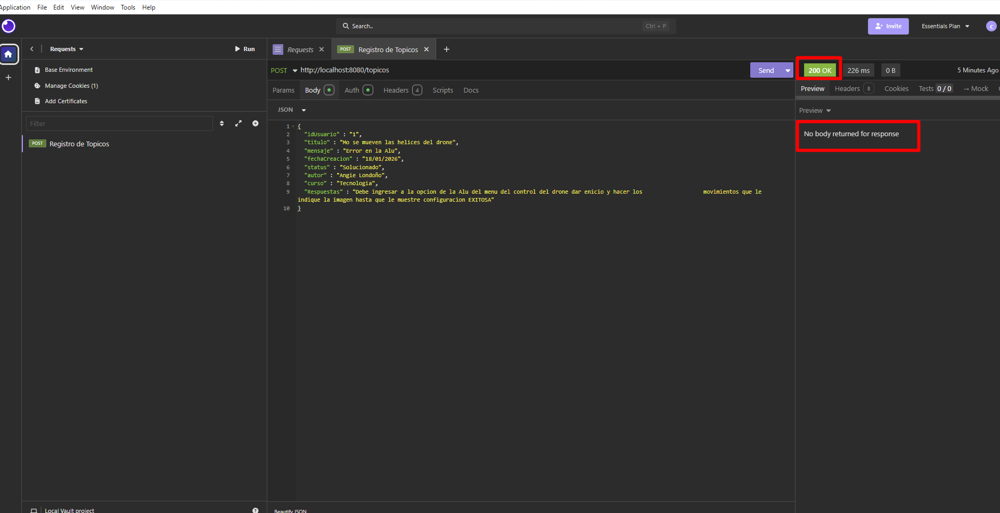 Application File Edit View Window Tools Help
Search.. Ctrl + P
Invite
Essentials Plan
C
Requests
Run
Base Environment
Manage Cookies (1)
Add Certificates
Filter
POST Registro de Topicos
Requests
POST Registro de Topicos
POST http://localhost:8080/topicos
Send
Params Body Auth Headers 4 Scripts Docs
JSON
1 {
2 "idUsuario" : "1",
3 "titulo" : "Mo se mueven las helices del drone",
4 "mensaje" : "Error en la Alu",
5 "fechaCreacion" : "18/01/2026",
6 "status" : "Solucionado",
7 "autor" : "Angie Londoño",
8 "curso" : "Tecnologia",
9 "Respuestas" : "Debe ingresar a la opcion de la Alu del menu del control del drone dar enicio y hacer los movimientos que le
indique la imagen hasta que le muestre configuracion EXITOSA"
10 }
200 OK 226 ms 0 B 5 Minutes Ago
Preview Headers 8 Cookies Tests 0 / 0 → Mock
Preview
No body returned for response
Local Vault project
Beautify JSON